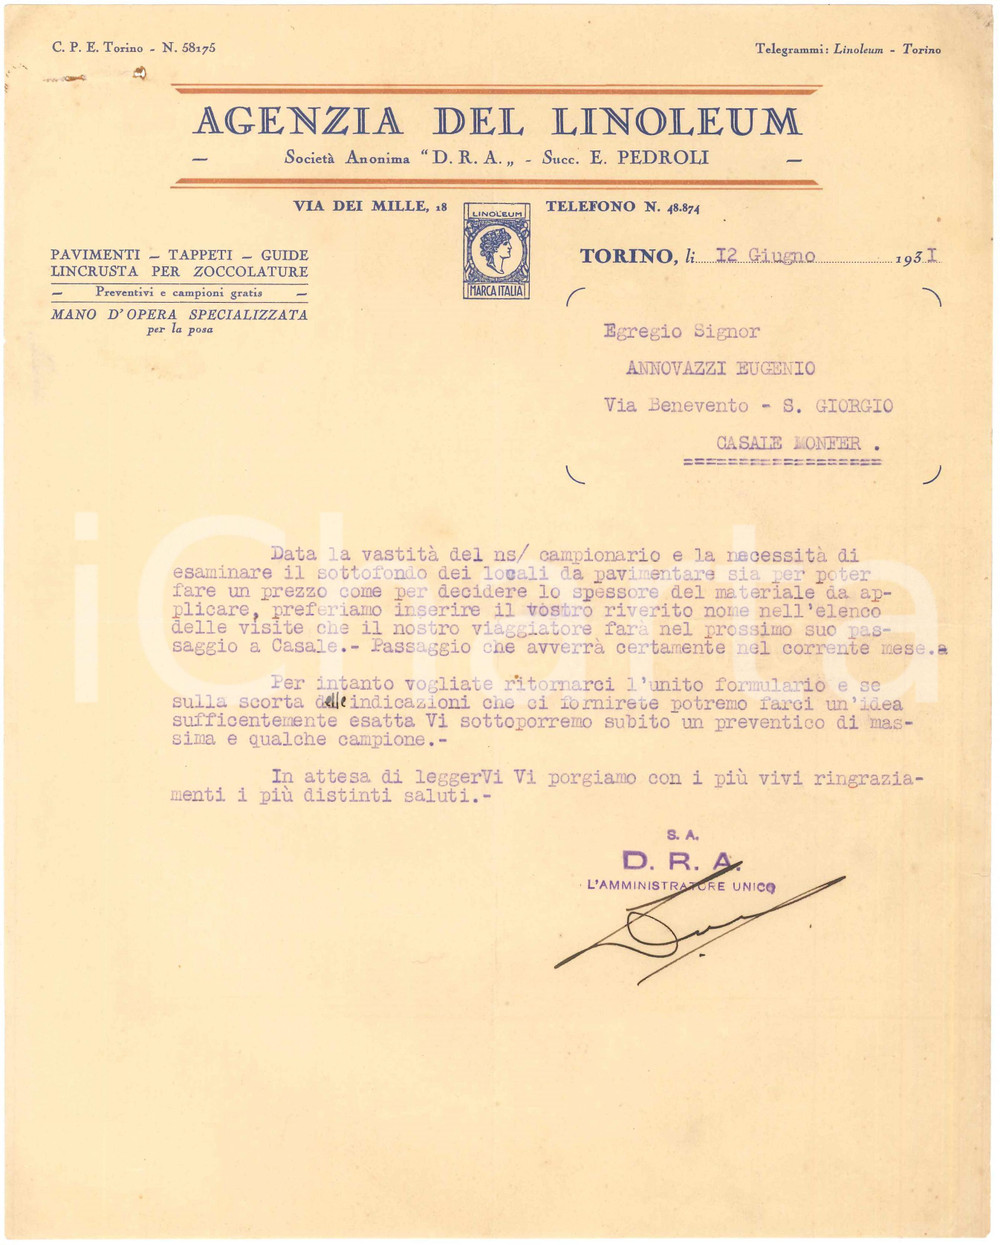 C. P. E. Torino - N. 58175
Telegrammi: Linoleum - Torino
AGENZIA DEL LINOLEUM
— Società Anonima “D. R. A.„ - Succ. E. PEDROLI —
VIA DEI MILLE, 18
TELEFONO N. 48.874
LINOLEUM
MARCA ITALIA
PAVIMENTI — TAPPETI — GUIDE
LINCRUSTA PER ZOCCOLATURE
— Preventivi e campioni gratis —
MANO D'OPERA SPECIALIZZATA
per la posa
TORINO, li 12 Giugno 1931
Egregio Signor
ANNOVAZZI EUGENIO
Via Benevento - S. GIORGIO
CASALE MONFER .
==================
Data la vastità del ns/ campionario e la necessità di
esaminare il sottofondo dei locali da pavimentare sia per poter
fare un prezzo come per decidere lo spessore del materiale da ap-
plicare, preferiamo inserire il vostro riverito nome nell'elenco
delle visite che il nostro viaggiatore farà nel prossimo suo pas-
saggio a Casale.- Passaggio che avverrà certamente nel corrente mese.a
Per intanto vogliate ritornarci l'unito formulario e se
sulla scorta delle indicazioni che ci fornirete potremo farci un'idea
sufficentemente esatta Vi sottoporremo subito un preventico di mas-
sima e qualche campione.-
In attesa di leggerVi Vi porgiamo con i più vivi ringrazia-
menti i più distinti saluti.-
S. A.
D. R. A.
L'AMMINISTRATORE UNICO
iCharta